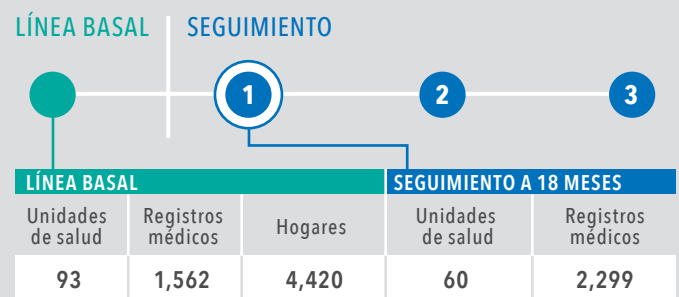 LÍNEA BASAL SEGUIMIENTO
1 2 3
LÍNEA BASAL SEGUIMIENTO A 18 MESES
Unidades de salud Registros médicos Hogares Unidades de salud Registros médicos
93 1,562 4,420 60 2,299